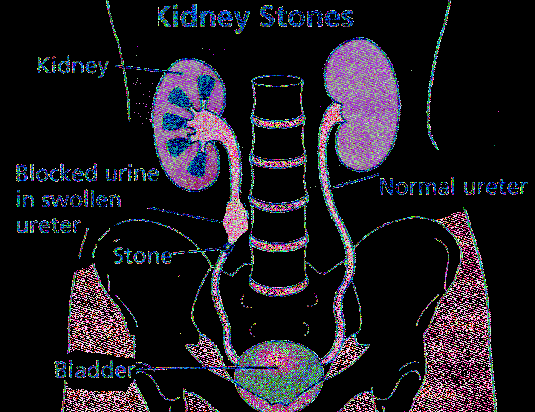 Kidney Stones
Kidney
Blocked urine
in swollen
ureter
Normal ureter
Stone
Bladder